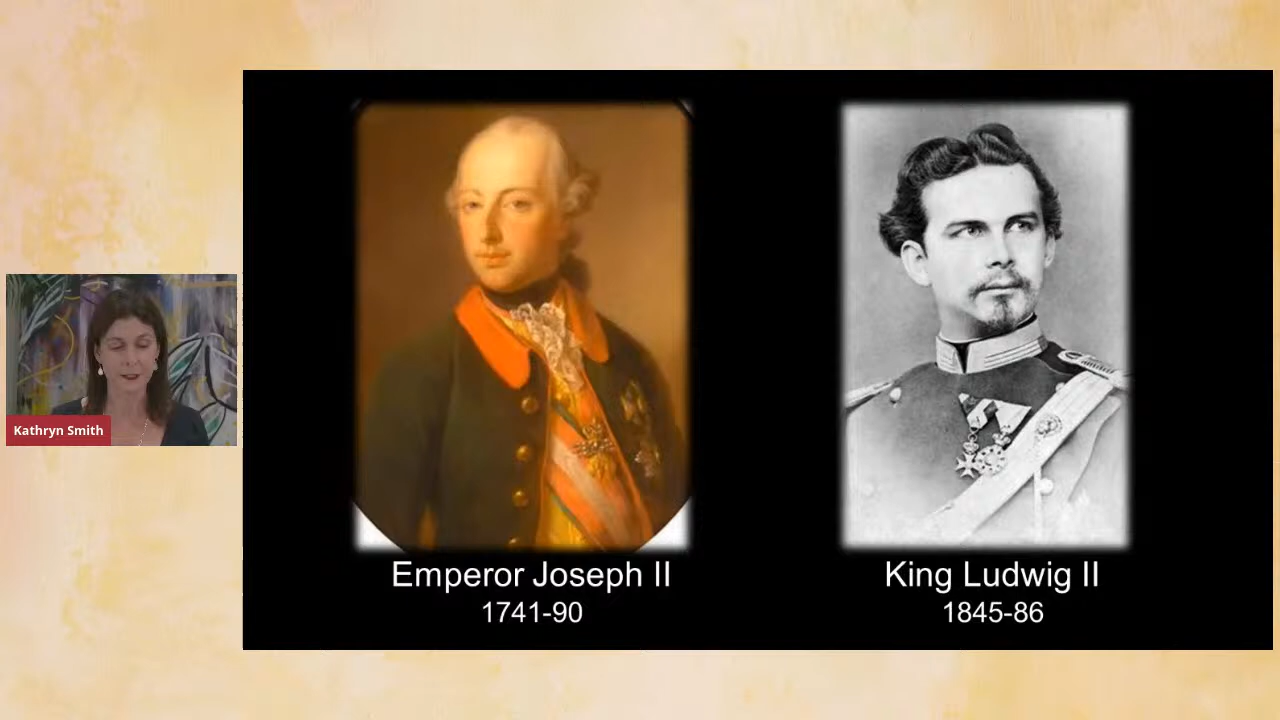 Kathryn Smith
Emperor Joseph II
1741-90
King Ludwig II
1845-86